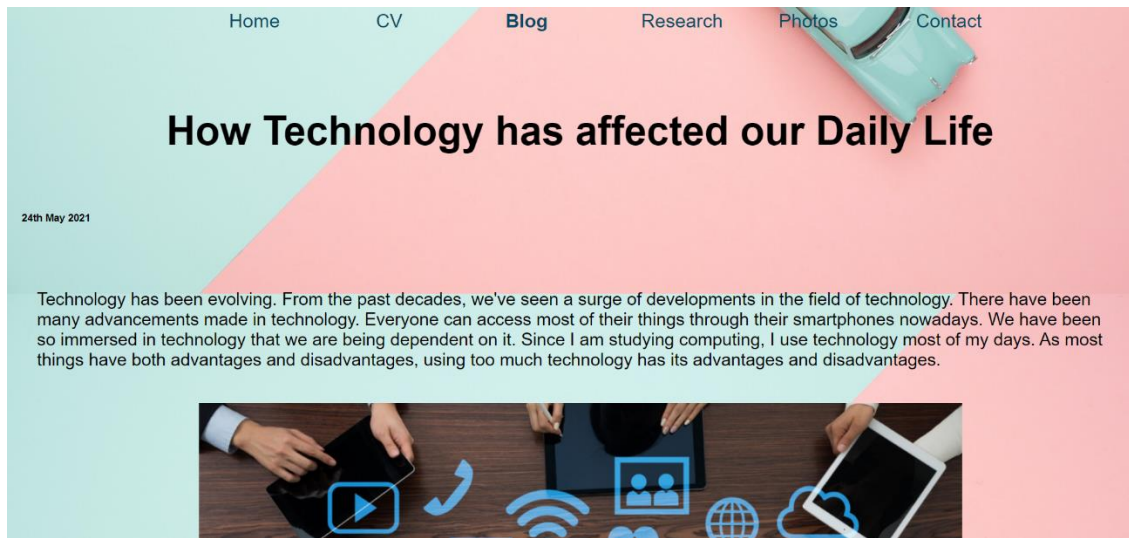 Home CV Blog Research Photos Contact
How Technology has affected our Daily Life
24th May 2021
Technology has been evolving. From the past decades, we've seen a surge of developments in the field of technology. There have been
many advancements made in technology. Everyone can access most of their things through their smartphones nowadays. We have been
so immersed in technology that we are being dependent on it. Since I am studying computing, I use technology most of my days. As most
things have both advantages and disadvantages, using too much technology has its advantages and disadvantages.